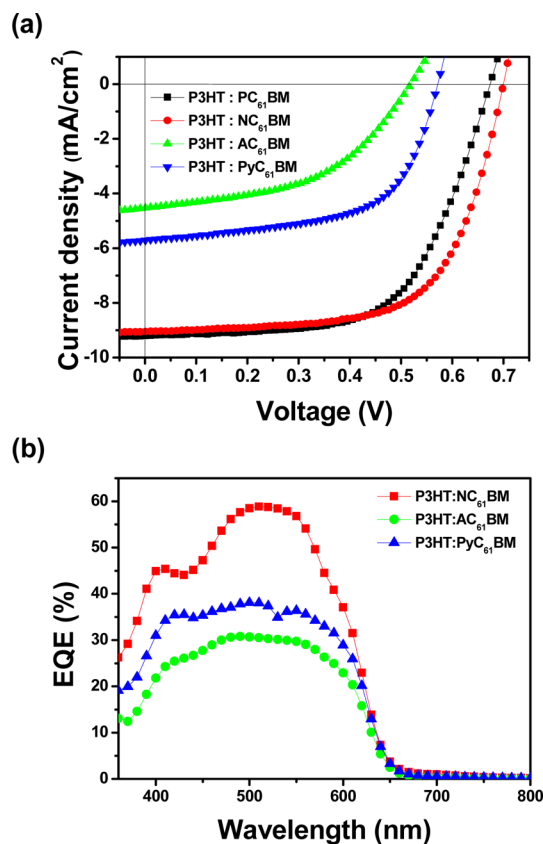 (a)
0
-2
-4
-6
-8
-10
Current density (mA/cm²)
P3HT : PC₆₁BM
P3HT : NC₆₁BM
P3HT : AC₆₁BM
P3HT : PyC₆₁BM
0.0 0.1 0.2 0.3 0.4 0.5 0.6 0.7
Voltage (V)
(b)
60
50
40
30
20
10
0
EQE (%)
P3HT:NC₆₁BM
P3HT:AC₆₁BM
P3HT:PyC₆₁BM
400 500 600 700 800
Wavelength (nm)